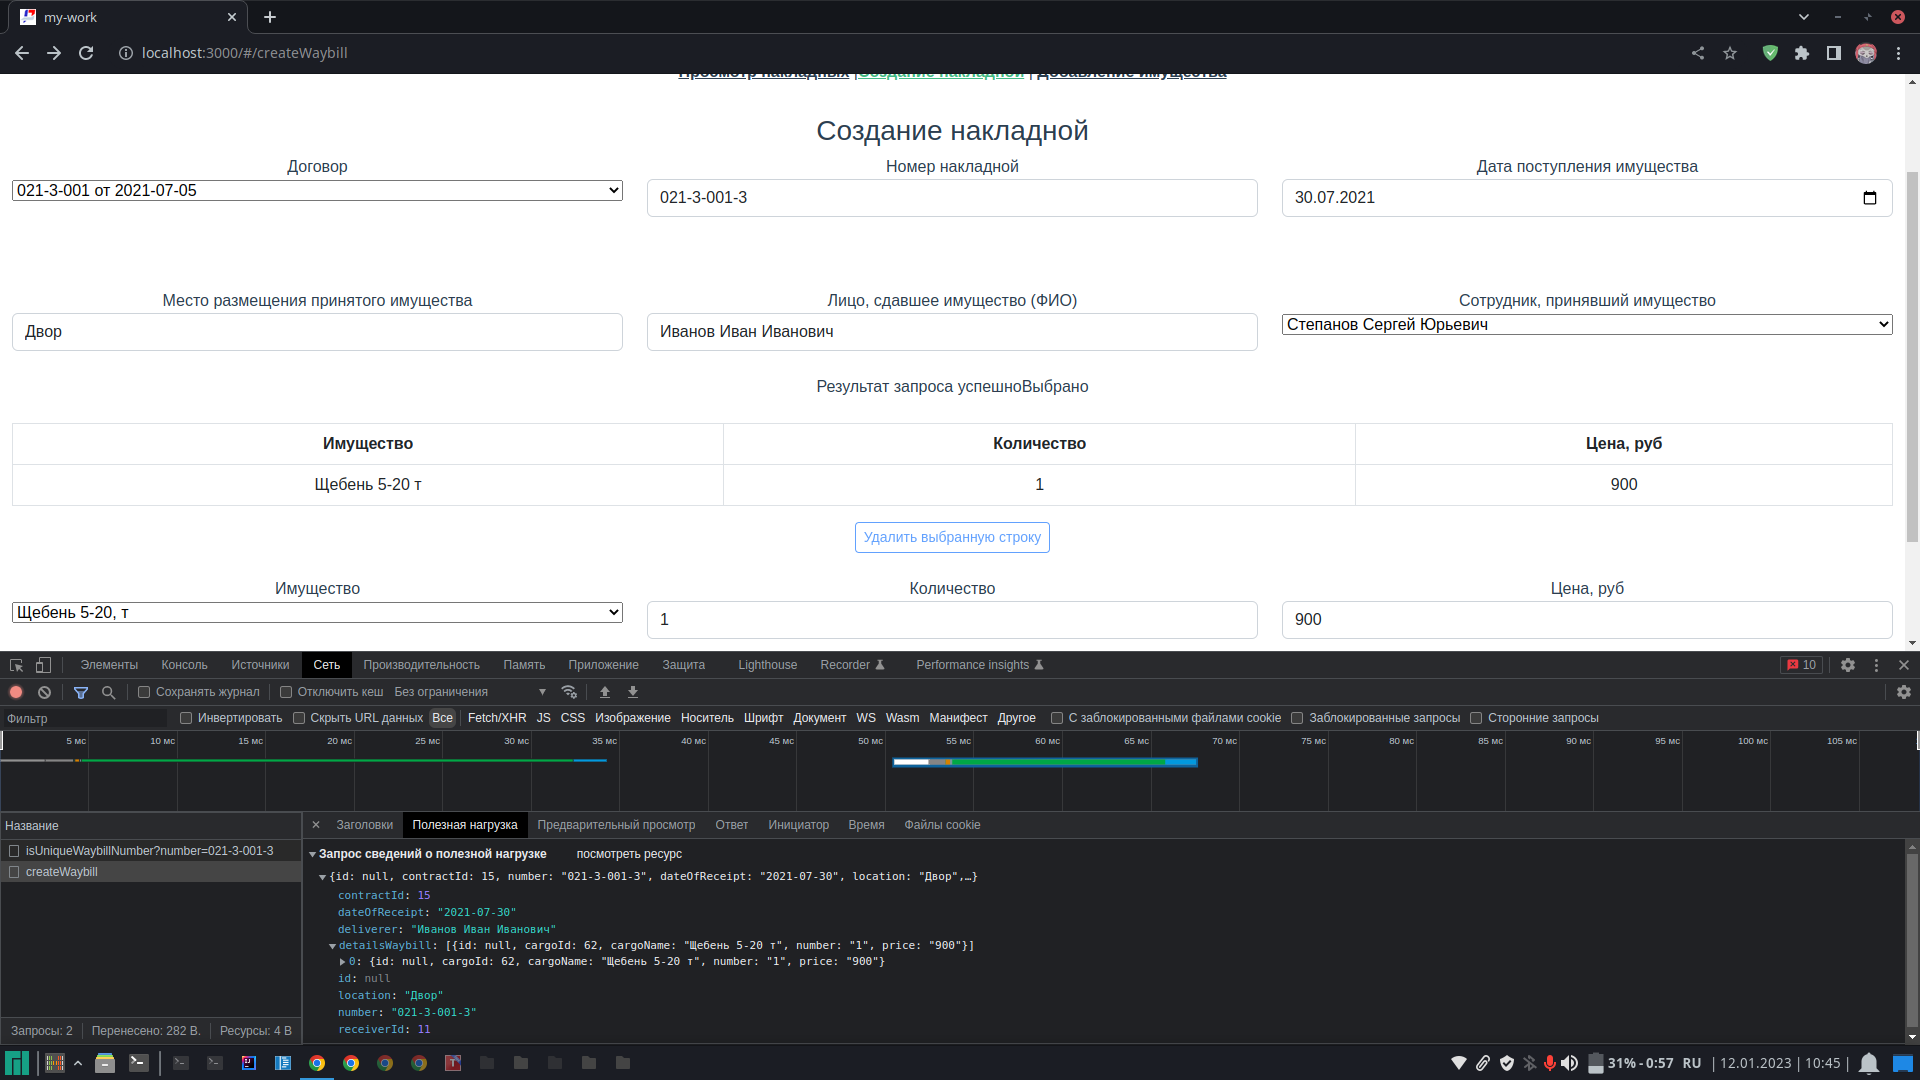 my-work
localhost:3000/#/createWaybill
Просмотр накладных |Создание накладной | Добавление имущества
Создание накладной
Договор Номер накладной Дата поступления имущества
021-3-001 от 2021-07-05 021-3-001-3 30.07.2021
Место размещения принятого имущества Лицо, сдавшее имущество (ФИО) Сотрудник, принявший имущество
Двор Иванов Иван Иванович Степанов Сергей Юрьевич
Результат запроса успешноВыбрано
Имущество Количество Цена, руб
Щебень 5-20 т 1 900
Удалить выбранную строку
Имущество Количество Цена, руб
Щебень 5-20, т 1 900
Элементы Консоль Источники Сеть Производительность Память Приложение Защита Lighthouse Recorder Performance insights 10
Сохранять журнал Отключить кеш Без ограничения
Фильтр Инвертировать Скрыть URL данных Все Fetch/XHR JS CSS Изображение Носитель Шрифт Документ WS Wasm Манифест Другое С заблокированными файлами cookie Заблокированные запросы Сторонние запросы
5 мс 10 мс 15 мс 20 мс 25 мс 30 мс 35 мс 40 мс 45 мс 50 мс 55 мс 60 мс 65 мс 70 мс 75 мс 80 мс 85 мс 90 мс 95 мс 100 мс 105 мс
Название
isUniqueWaybillNumber?number=021-3-001-3
createWaybill
Заголовки Полезная нагрузка Предварительный просмотр Ответ Инициатор Время Файлы cookie
Запрос сведений о полезной нагрузке посмотреть ресурс
{id: null, contractId: 15, number: "021-3-001-3", dateOfReceipt: "2021-07-30", location: "Двор",…}
contractId: 15
dateOfReceipt: "2021-07-30"
deliverer: "Иванов Иван Иванович"
detailsWaybill: [{id: null, cargoId: 62, cargoName: "Щебень 5-20 т", number: "1", price: "900"}]
0: {id: null, cargoId: 62, cargoName: "Щебень 5-20 т", number: "1", price: "900"}
id: null
location: "Двор"
number: "021-3-001-3"
receiverId: 11
Запросы: 2 Перенесено: 282 B. Ресурсы: 4 B
31% - 0:57 RU | 12.01.2023 | 10:45 |